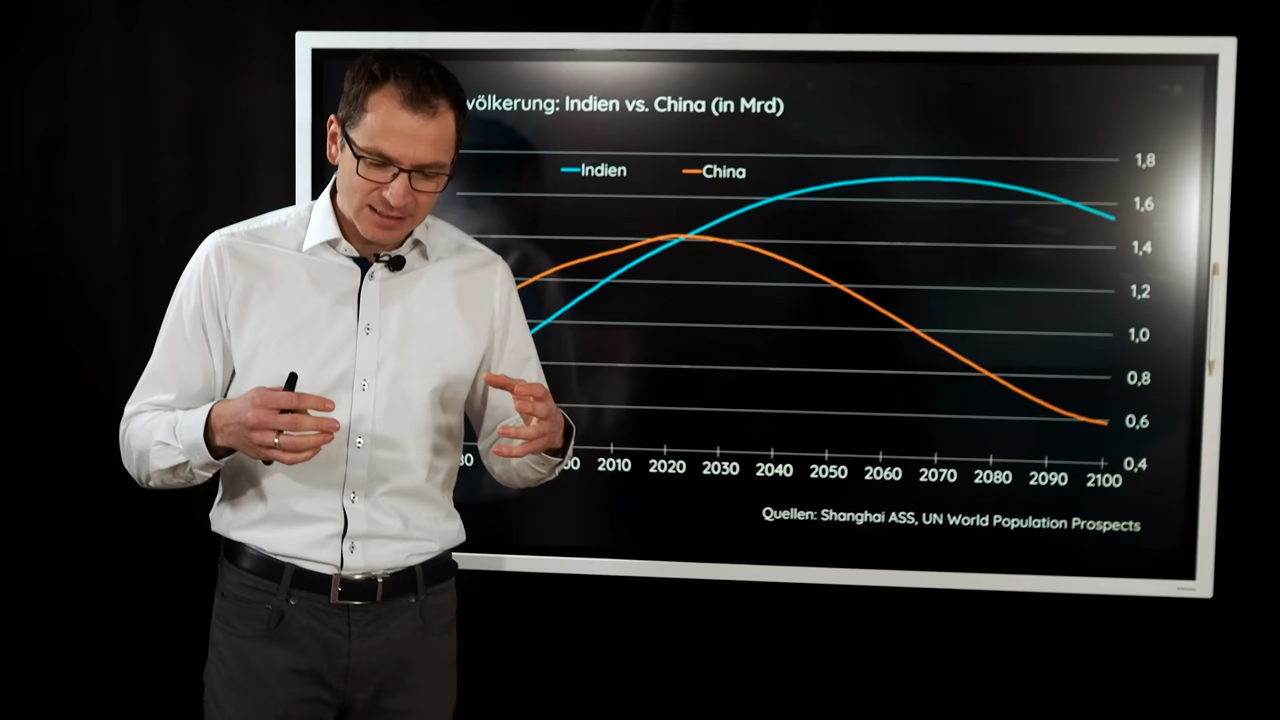 völkerung: Indien vs. China (in Mrd)
Indien China
1,8
1,6
1,4
1,2
1,0
0,8
0,6
0,4
2010 2020 2030 2040 2050 2060 2070 2080 2090 2100
Quellen: Shanghai ASS, UN World Population Prospects